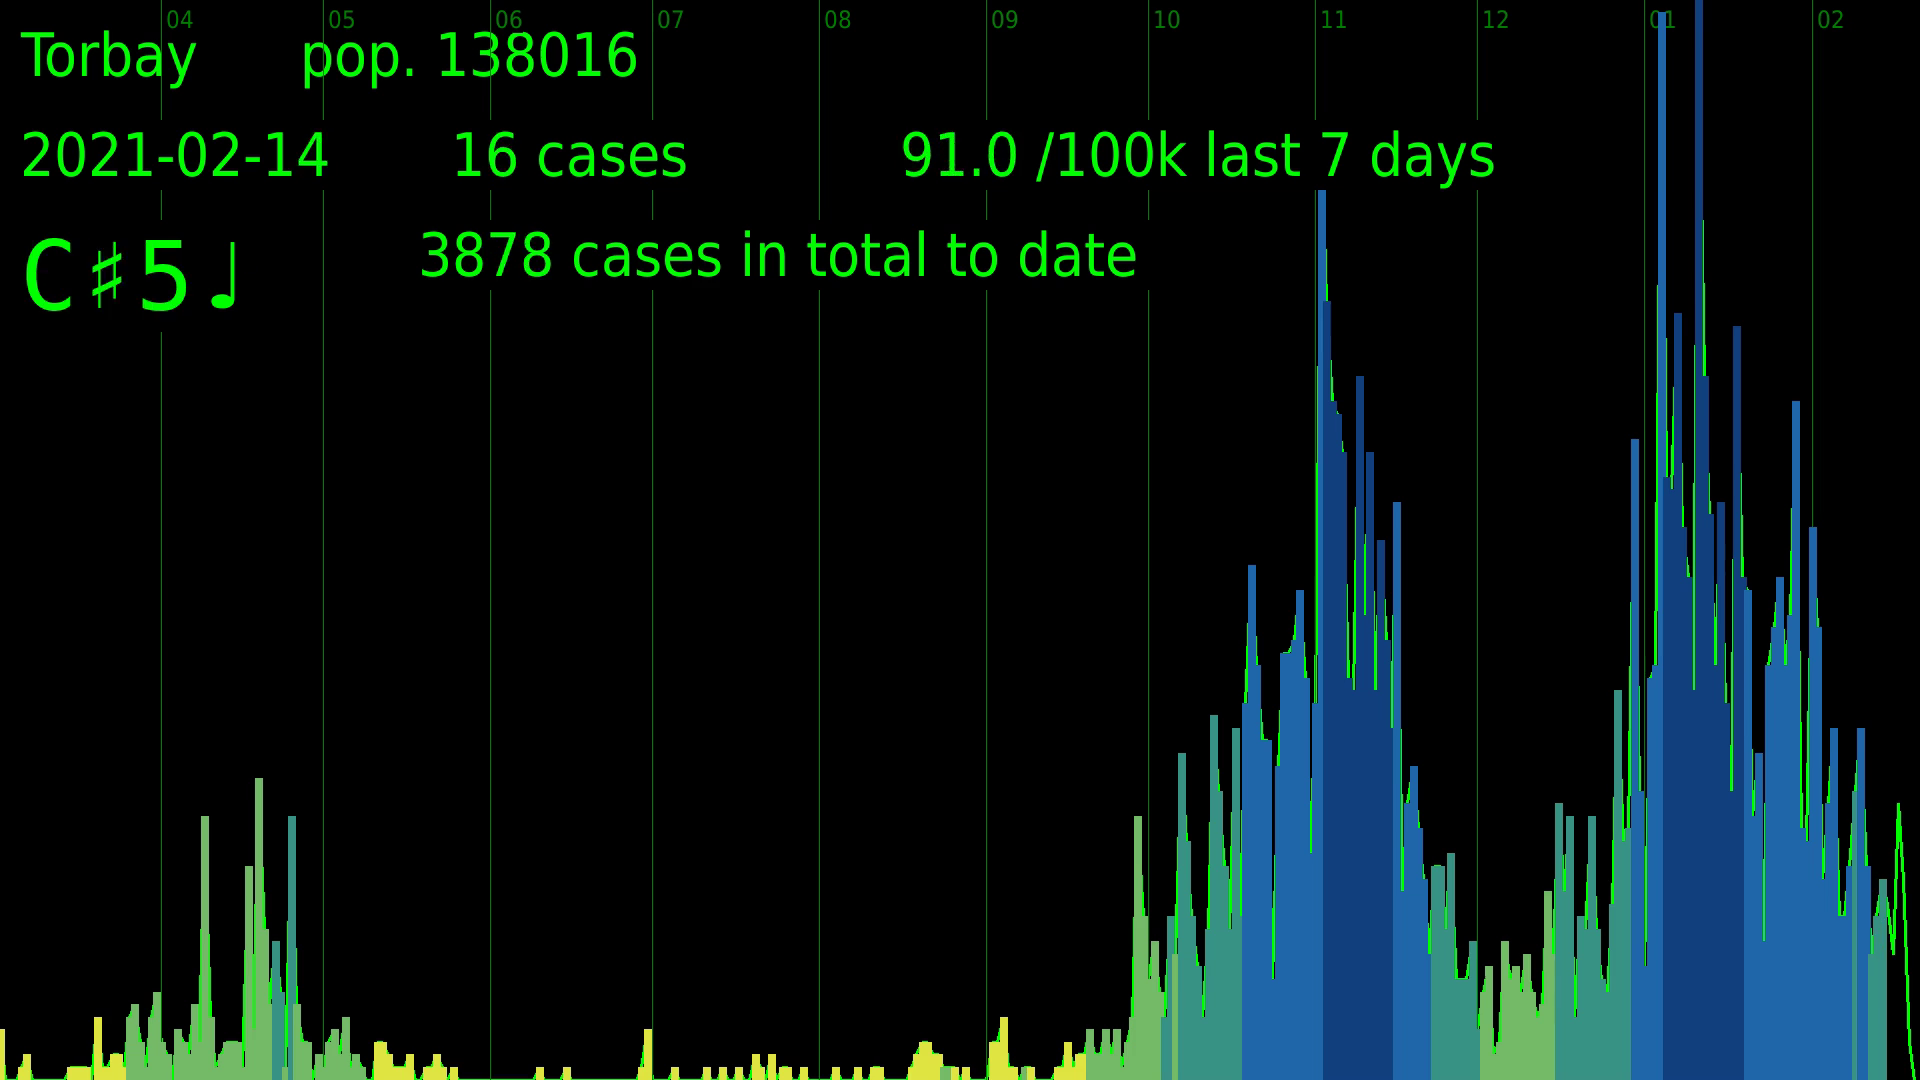 04 05 06 07 08 09 10 11 12 01 02
Torbay pop. 138016
2021-02-14 16 cases 91.0 /100k last 7 days
C♯5♩ 3878 cases in total to date